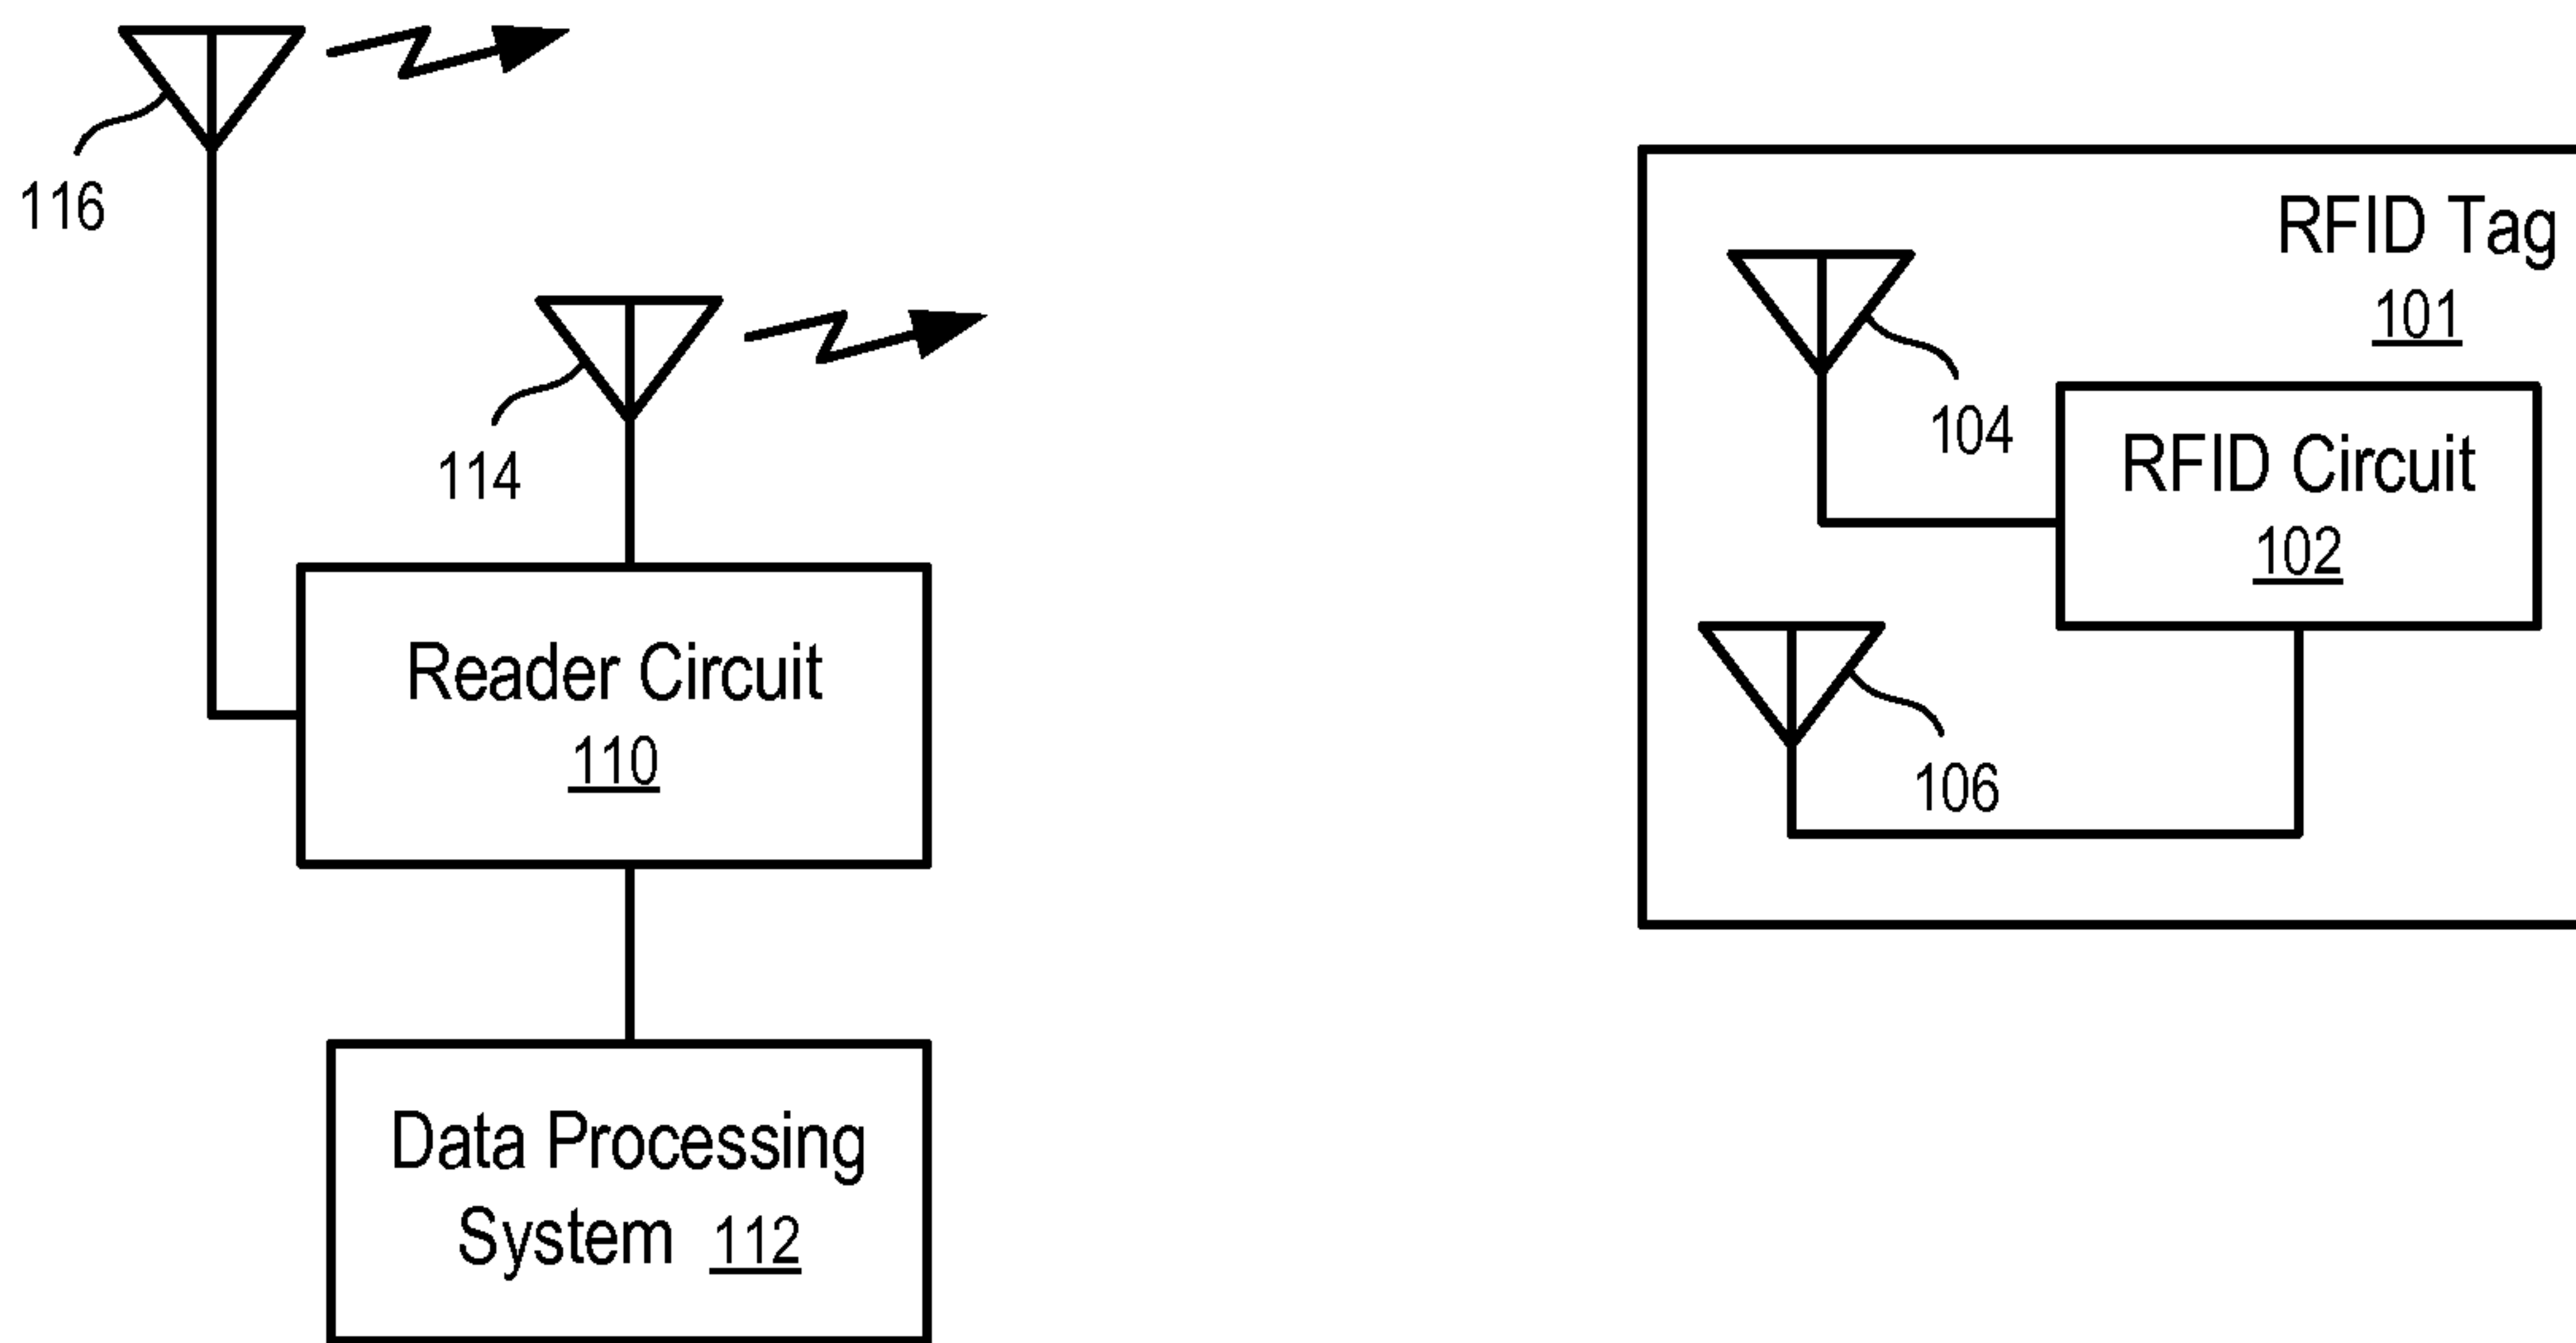 116
114
Reader Circuit
110
Data Processing
System 112
RFID Tag
101
104
RFID Circuit
102
106